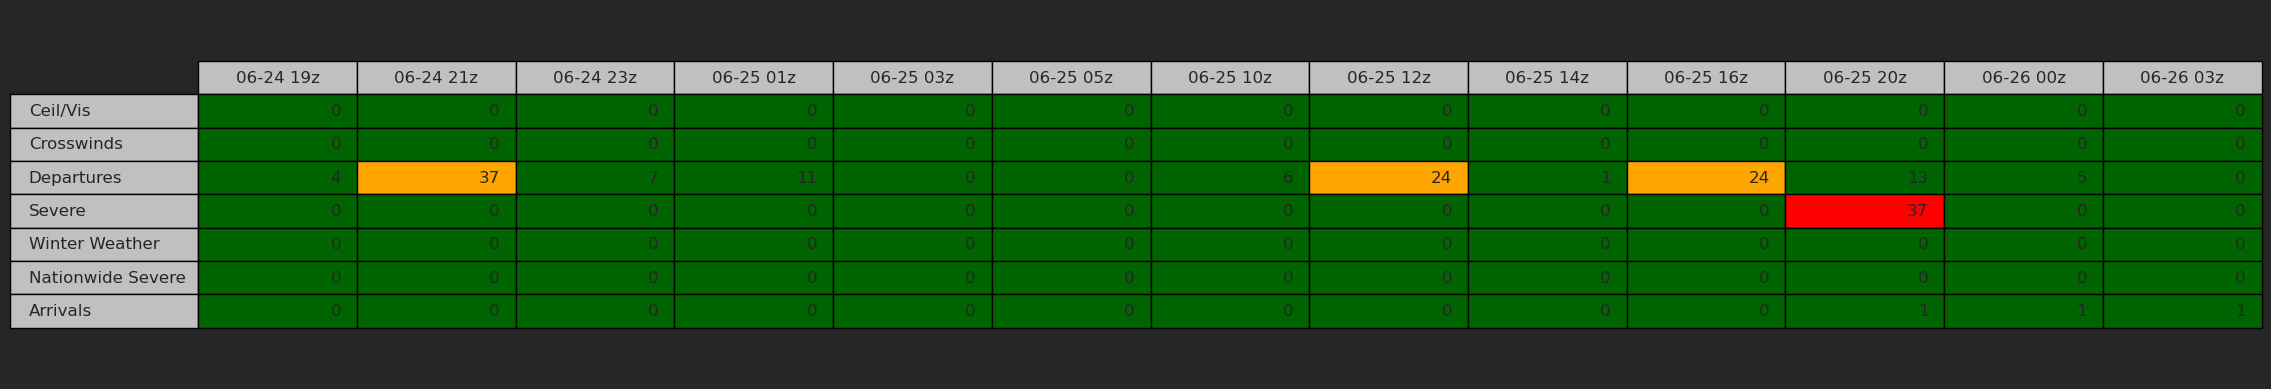 06-24 19z 06-24 21z 06-24 23z 06-25 01z 06-25 03z 06-25 05z 06-25 10z 06-25 12z 06-25 14z 06-25 16z 06-25 20z 06-26 00z 06-26 03z
Ceil/Vis 0 0 0 0 0 0 0 0 0 0 0 0 0
Crosswinds 0 0 0 0 0 0 0 0 0 0 0 0 0
Departures 4 37 7 11 0 0 6 24 1 24 13 5 0
Severe 0 0 0 0 0 0 0 0 0 0 37 0 0
Winter Weather 0 0 0 0 0 0 0 0 0 0 0 0 0
Nationwide Severe 0 0 0 0 0 0 0 0 0 0 0 0 0
Arrivals 0 0 0 0 0 0 0 0 0 0 1 1 1